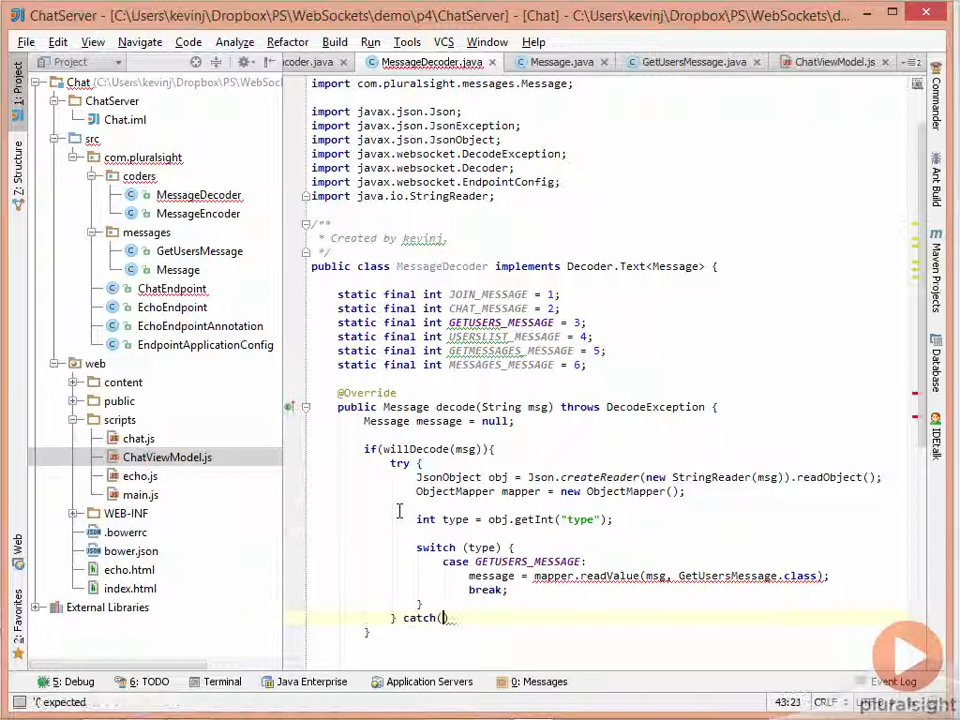 ChatServer - [C:\Users\kevinj\Dropbox\PS\WebSockets\demo\p4\ChatServer] - [Chat] - C:\Users\kevinj\Dropbox\PS\WebSockets\d...
File Edit View Navigate Code Analyze Refactor Build Run Tools VCS Window Help
Project
coder.java
MessageDecoder.java
Message.java
GetUsersMessage.java
ChatViewModel.js
1: Project
Z: Structure
Web
2: Favorites
Chat (C:\Users\kevinj\Dropbox\PS\WebSoc
ChatServer
Chat.iml
src
com.pluralsight
coders
MessageDecoder
MessageEncoder
messages
GetUsersMessage
Message
ChatEndpoint
EchoEndpoint
EchoEndpointAnnotation
EndpointApplicationConfig
web
content
public
scripts
chat.js
ChatViewModel.js
echo.js
main.js
WEB-INF
.bowerrc
bower.json
echo.html
index.html
External Libraries
import com.pluralsight.messages.Message;
import javax.json.Json;
import javax.json.JsonException;
import javax.json.JsonObject;
import javax.websocket.DecodeException;
import javax.websocket.Decoder;
import javax.websocket.EndpointConfig;
import java.io.StringReader;
/**
* Created by kevinj.
*/
public class MessageDecoder implements Decoder.Text<Message> {
static final int JOIN_MESSAGE = 1;
static final int CHAT_MESSAGE = 2;
static final int GETUSERS_MESSAGE = 3;
static final int USERSLIST_MESSAGE = 4;
static final int GETMESSAGES_MESSAGE = 5;
static final int MESSAGES_MESSAGE = 6;
@Override
public Message decode(String msg) throws DecodeException {
Message message = null;
if(willDecode(msg)){
try {
JsonObject obj = Json.createReader(new StringReader(msg)).readObject();
ObjectMapper mapper = new ObjectMapper();
int type = obj.getInt("type");
switch (type) {
case GETUSERS_MESSAGE:
message = mapper.readValue(msg, GetUsersMessage.class);
break;
}
} catch()
}
Commander
Ant Build
Maven Projects
Database
IDEtalk
5: Debug
6: TODO
Terminal
Java Enterprise
Application Servers
0: Messages
Event Log
'(' expected
43:21
CRLF
pluralsight